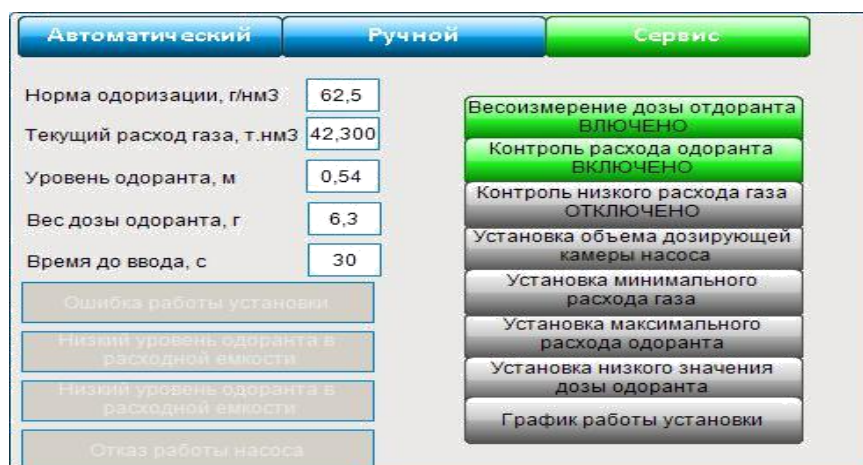 Автоматический
Ручной
Сервис
Норма одоризации, г/нм3
62,5
Текущий расход газа, т.нм3
42,300
Уровень одоранта, м
0,54
Вес дозы одоранта, г
6,3
Время до ввода, с
30
Ошибка работы установки
Низкий уровень одоранта в
расходной емкости
Низкий уровень одоранта в
расходной емкости
Отказ работы насоса
Весоизмерение дозы отдоранта
ВЛЮЧЕНО
Контроль расхода одоранта
ВКЛЮЧЕНО
Контроль низкого расхода газа
ОТКЛЮЧЕНО
Установка объема дозирующей
камеры насоса
Установка минимального
расхода газа
Установка максимального
расхода одоранта
Установка низкого значения
дозы одоранта
График работы установки